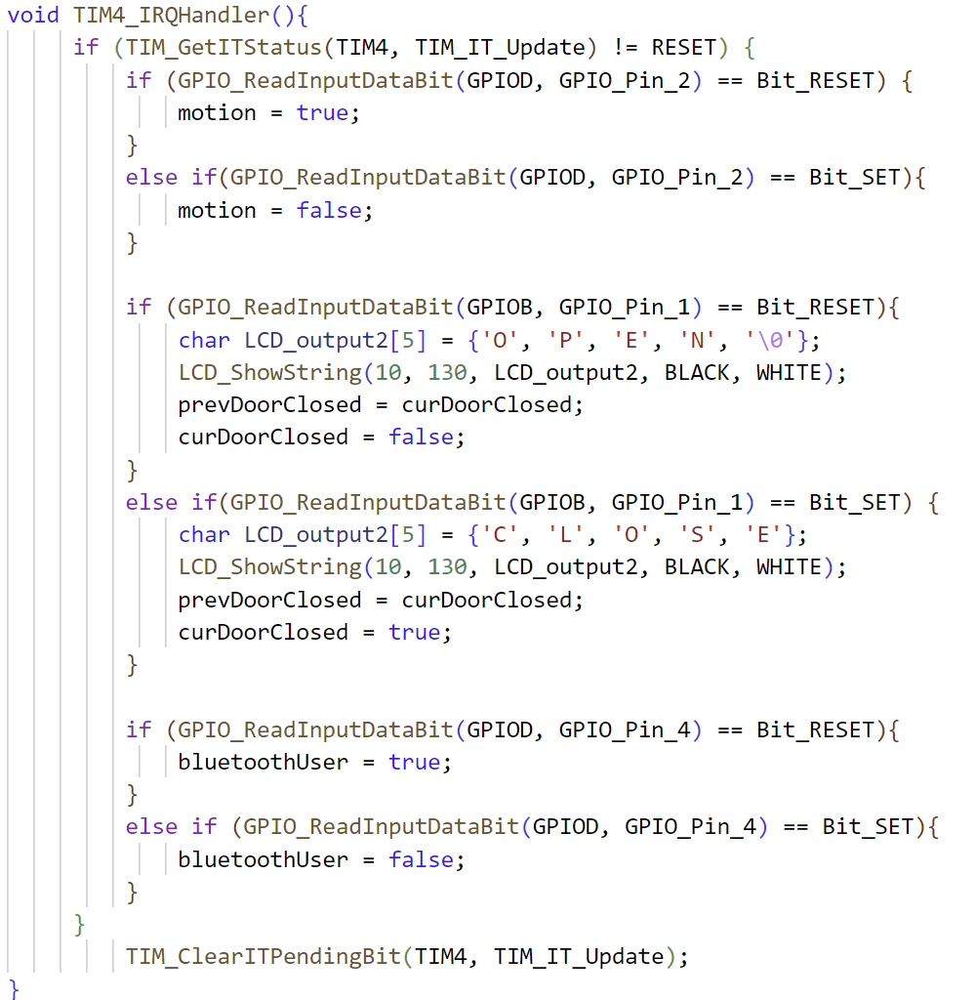 void TIM4_IRQHandler(){
if (TIM_GetITStatus(TIM4, TIM_IT_Update) != RESET) {
if (GPIO_ReadInputDataBit(GPIOD, GPIO_Pin_2) == Bit_RESET) {
motion = true;
}
else if(GPIO_ReadInputDataBit(GPIOD, GPIO_Pin_2) == Bit_SET){
motion = false;
}
if (GPIO_ReadInputDataBit(GPIOB, GPIO_Pin_1) == Bit_RESET){
char LCD_output2[5] = {'O', 'P', 'E', 'N', '\0'};
LCD_ShowString(10, 130, LCD_output2, BLACK, WHITE);
prevDoorClosed = curDoorClosed;
curDoorClosed = false;
}
else if(GPIO_ReadInputDataBit(GPIOB, GPIO_Pin_1) == Bit_SET) {
char LCD_output2[5] = {'C', 'L', 'O', 'S', 'E'};
LCD_ShowString(10, 130, LCD_output2, BLACK, WHITE);
prevDoorClosed = curDoorClosed;
curDoorClosed = true;
}
if (GPIO_ReadInputDataBit(GPIOD, GPIO_Pin_4) == Bit_RESET){
bluetoothUser = true;
}
else if (GPIO_ReadInputDataBit(GPIOD, GPIO_Pin_4) == Bit_SET){
bluetoothUser = false;
}
}
TIM_ClearITPendingBit(TIM4, TIM_IT_Update);
}